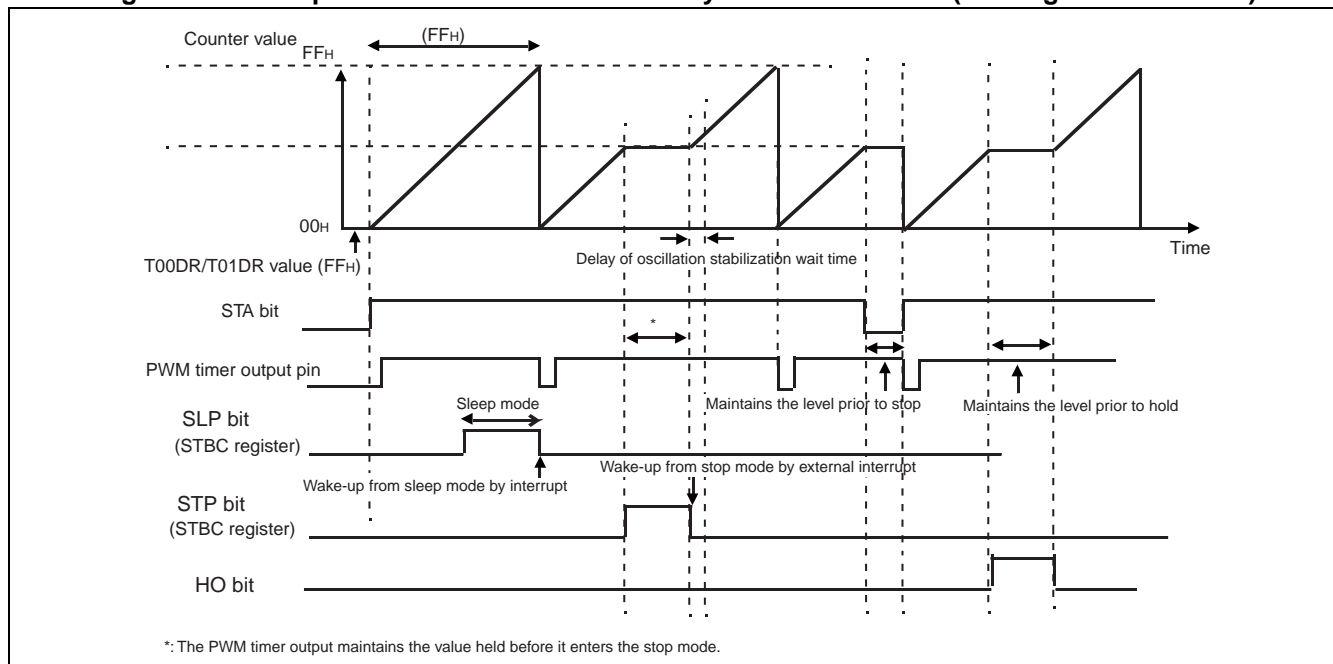 Counter value
FFH
(FFH)
00H
Time
Delay of oscillation stabilization wait time
T00DR/T01DR value (FFH)
STA bit
*
PWM timer output pin
Maintains the level prior to stop
Maintains the level prior to hold
Sleep mode
SLP bit
(STBC register)
Wake-up from stop mode by external interrupt
Wake-up from sleep mode by interrupt
STP bit
(STBC register)
HO bit
*: The PWM timer output maintains the value held before it enters the stop mode.